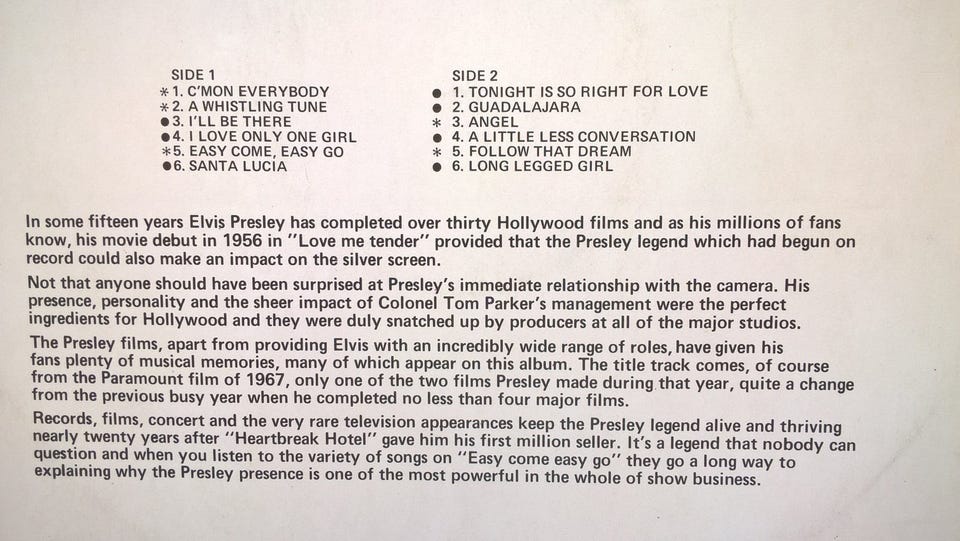 SIDE 1
* 1. C'MON EVERYBODY
* 2. A WHISTLING TUNE
● 3. I'LL BE THERE
● 4. I LOVE ONLY ONE GIRL
* 5. EASY COME, EASY GO
● 6. SANTA LUCIA
SIDE 2
● 1. TONIGHT IS SO RIGHT FOR LOVE
● 2. GUADALAJARA
* 3. ANGEL
● 4. A LITTLE LESS CONVERSATION
* 5. FOLLOW THAT DREAM
● 6. LONG LEGGED GIRL
In some fifteen years Elvis Presley has completed over thirty Hollywood films and as his millions of fans
know, his movie debut in 1956 in "Love me tender" provided that the Presley legend which had begun on
record could also make an impact on the silver screen.
Not that anyone should have been surprised at Presley's immediate relationship with the camera. His
presence, personality and the sheer impact of Colonel Tom Parker's management were the perfect
ingredients for Hollywood and they were duly snatched up by producers at all of the major studios.
The Presley films, apart from providing Elvis with an incredibly wide range of roles, have given his
fans plenty of musical memories, many of which appear on this album. The title track comes, of course
from the Paramount film of 1967, only one of the two films Presley made during that year, quite a change
from the previous busy year when he completed no less than four major films.
Records, films, concert and the very rare television appearances keep the Presley legend alive and thriving
nearly twenty years after "Heartbreak Hotel" gave him his first million seller. It's a legend that nobody can
question and when you listen to the variety of songs on "Easy come easy go" they go a long way to
explaining why the Presley presence is one of the most powerful in the whole of show business.